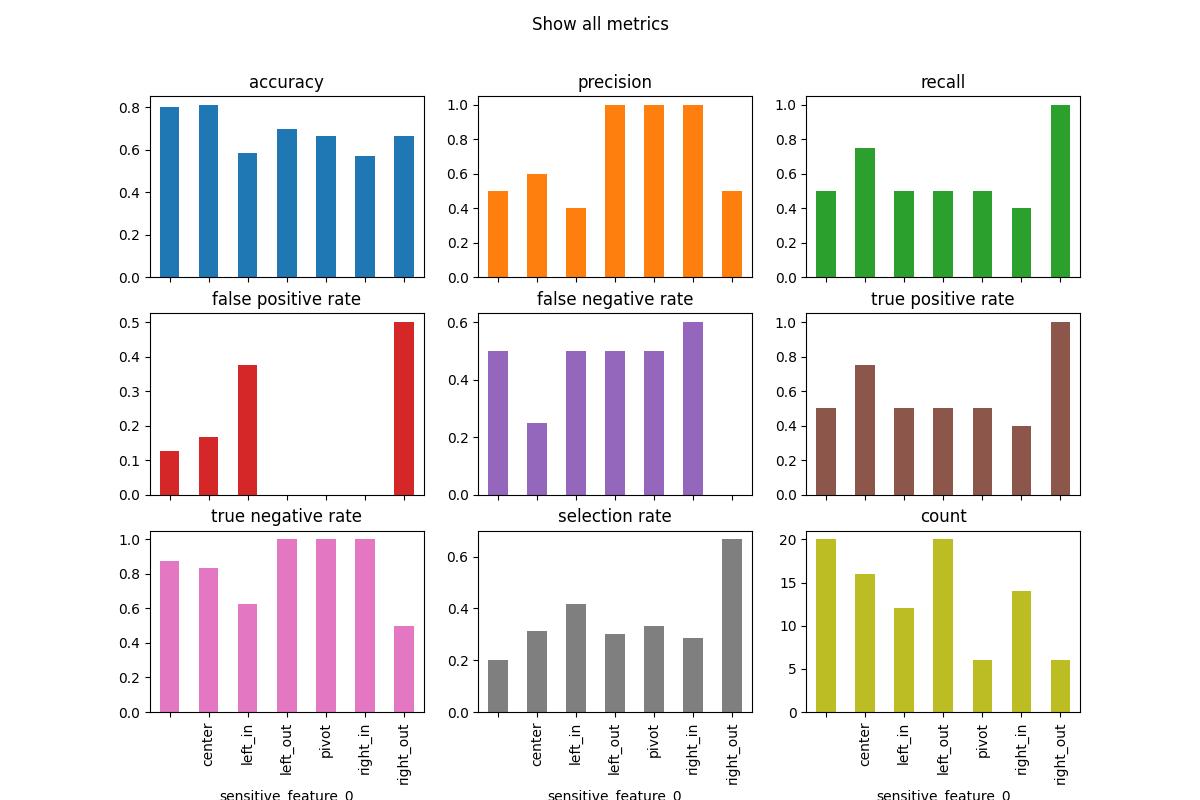 Show all metrics
accuracy
precision
recall
0.8
0.6
0.4
0.2
0.0
1.0
0.8
0.6
0.4
0.2
0.0
1.0
0.8
0.6
0.4
0.2
0.0
false positive rate
false negative rate
true positive rate
0.5
0.4
0.3
0.2
0.1
0.0
0.6
0.4
0.2
0.0
1.0
0.8
0.6
0.4
0.2
0.0
true negative rate
selection rate
count
1.0
0.8
0.6
0.4
0.2
0.0
0.6
0.4
0.2
0.0
20
15
10
5
0
center
left_in
left_out
pivot
right_in
right_out
center
left_in
left_out
pivot
right_in
right_out
center
left_in
left_out
pivot
right_in
right_out
sensitive_feature_0
sensitive_feature_0
sensitive_feature_0